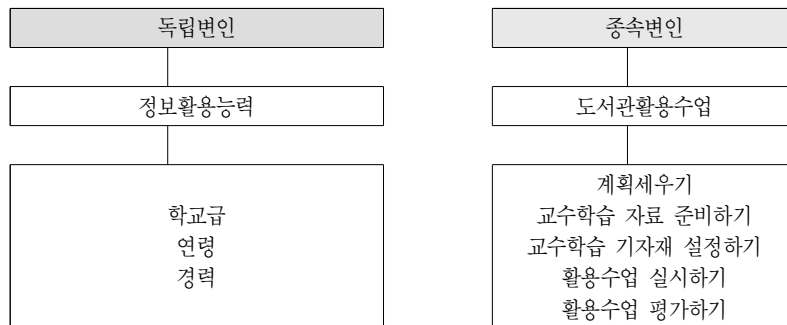 독립변인
정보활용능력
학교급
연령
경력
종속변인
도서관활용수업
계획세우기
교수학습 자료 준비하기
교수학습 기자재 설정하기
활용수업 실시하기
활용수업 평가하기